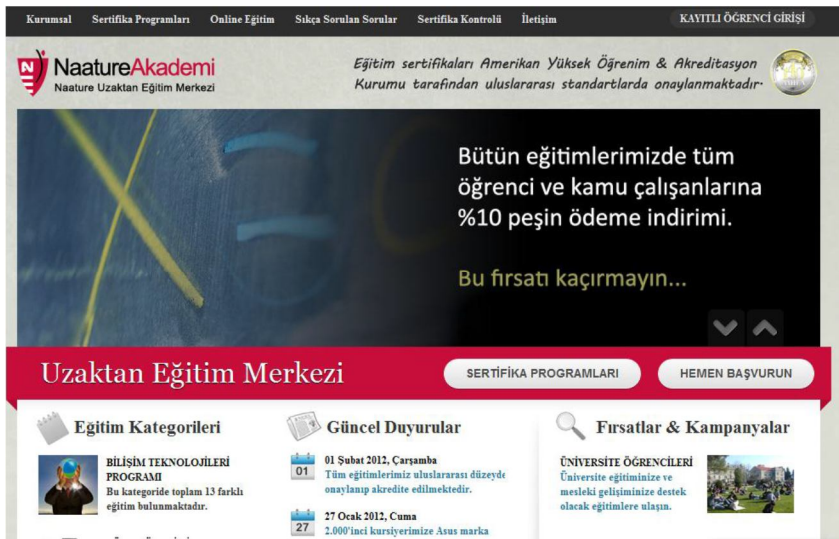 Kurumsal Sertifika Programları Online Eğitim Sıkça Sorulan Sorular Sertifika Kontrolü İletişim KAYITLI ÖĞRENCİ GİRİŞİ
N NaatureAkademi
Naature Uzaktan Eğitim Merkezi
Eğitim sertifikaları Amerikan Yüksek Öğrenim & Akreditasyon
Kurumu tarafından uluslararası standartlarda onaylanmaktadır.
Bütün eğitimlerimizde tüm
öğrenci ve kamu çalışanlarına
%10 peşin ödeme indirimi.
Bu fırsatı kaçırmayın...
Uzaktan Eğitim Merkezi
SERTİFİKA PROGRAMLARI
HEMEN BAŞVURUN
Eğitim Kategorileri
BİLİŞİM TEKNOLOJİLERİ
PROGRAMI
Bu kategoride toplam 13 farklı
eğitim bulunmaktadır.
Güncel Duyurular
01
01 Şubat 2012, Çarşamba
Tüm eğitimlerimiz uluslararası düzeyde
onaylanıp akredite edilmektedir.
27
27 Ocak 2012, Cuma
2.000'inci kursiyerimize Asus marka
Fırsatlar & Kampanyalar
ÜNİVERSİTE ÖĞRENCİLERİ
Üniversite eğitiminize ve
mesleki gelişiminize destek
olacak eğitimlere ulaşın.